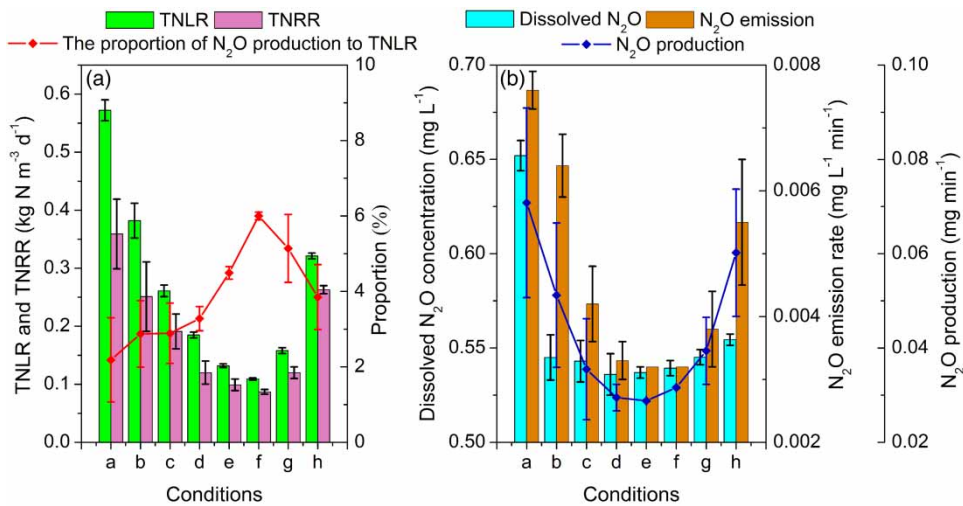 TNLR TNRR
The proportion of N₂O production to TNLR
Dissolved N₂O N₂O emission
N₂O production
(a)
TNLR and TNRR (kg N m⁻³ d⁻¹)
0.6
0.5
0.4
0.3
0.2
0.1
0.0
10
8
6
4
2
0
Proportion (%)
a b c d e f g h
Conditions
(b)
Dissolved N₂O concentration (mg L⁻¹)
0.70
0.65
0.60
0.55
0.50
0.008
0.006
0.004
0.002
N₂O emission rate (mg L⁻¹ min⁻¹)
0.10
0.08
0.06
0.04
0.02
N₂O production (mg min⁻¹)
a b c d e f g h
Conditions